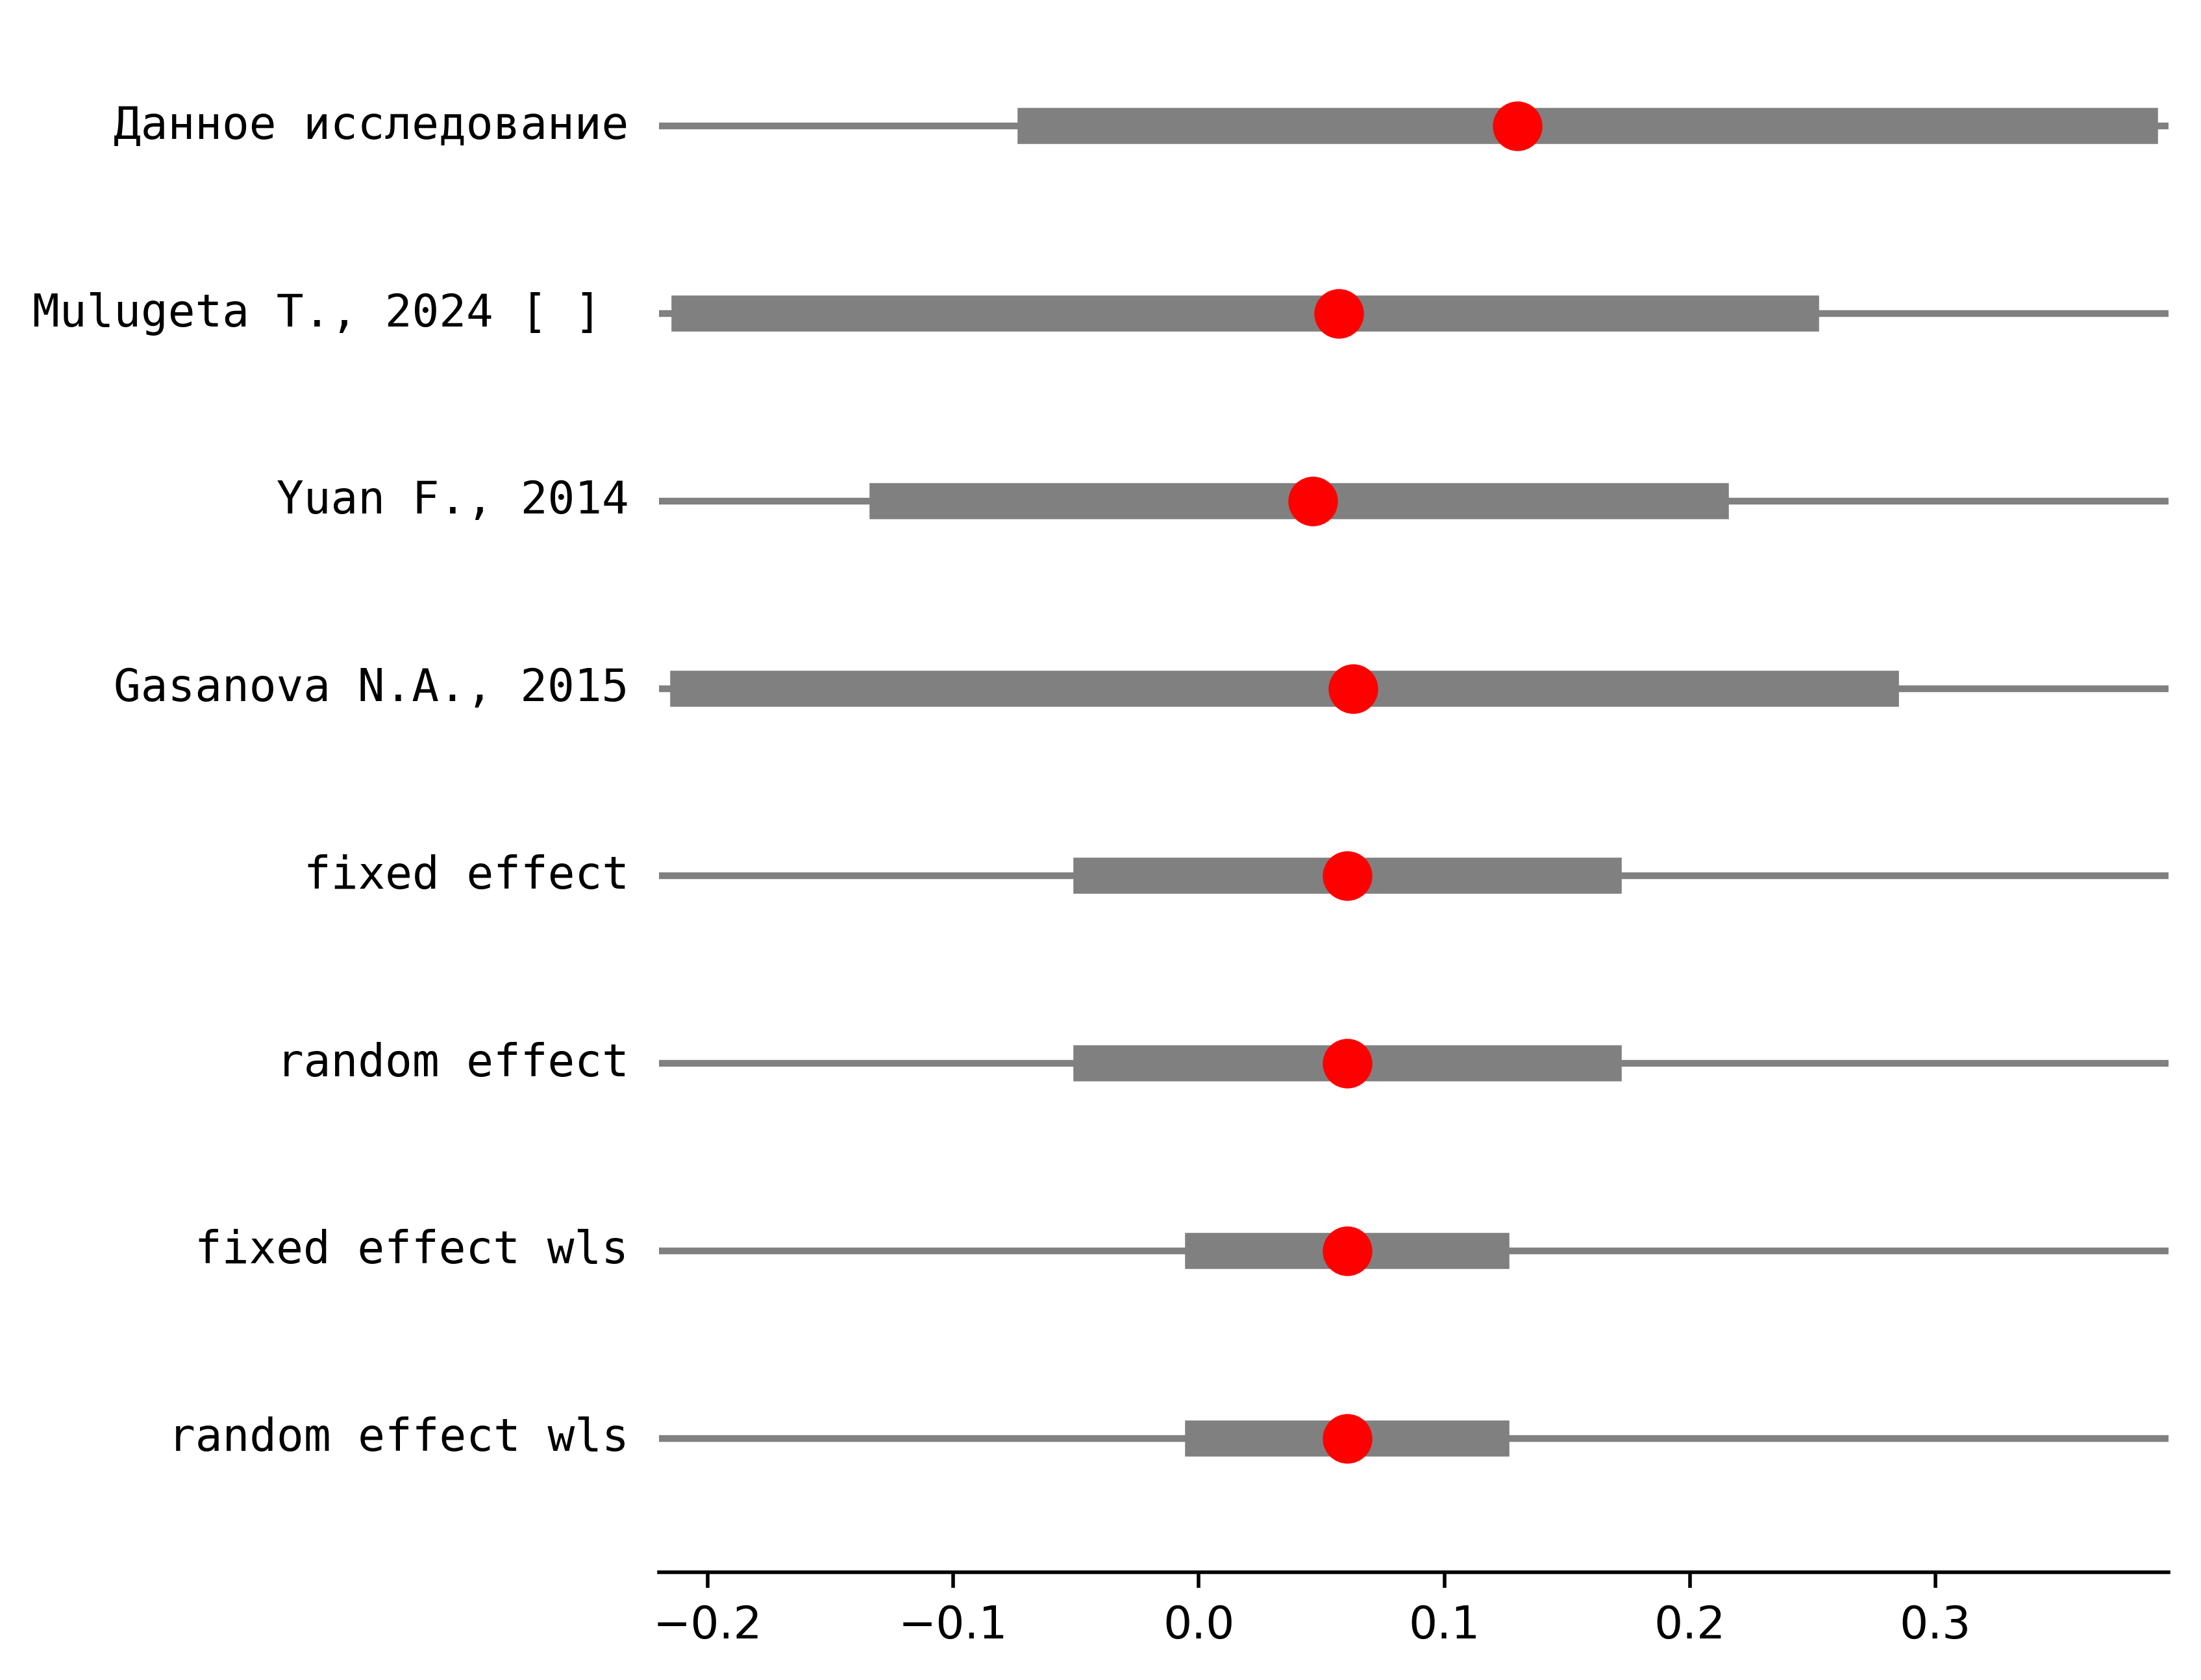 Данное исследование
Mulugeta T., 2024 [ ]
Yuan F., 2014
Gasanova N.A., 2015
fixed effect
random effect
fixed effect wls
random effect wls
−0.2 −0.1 0.0 0.1 0.2 0.3